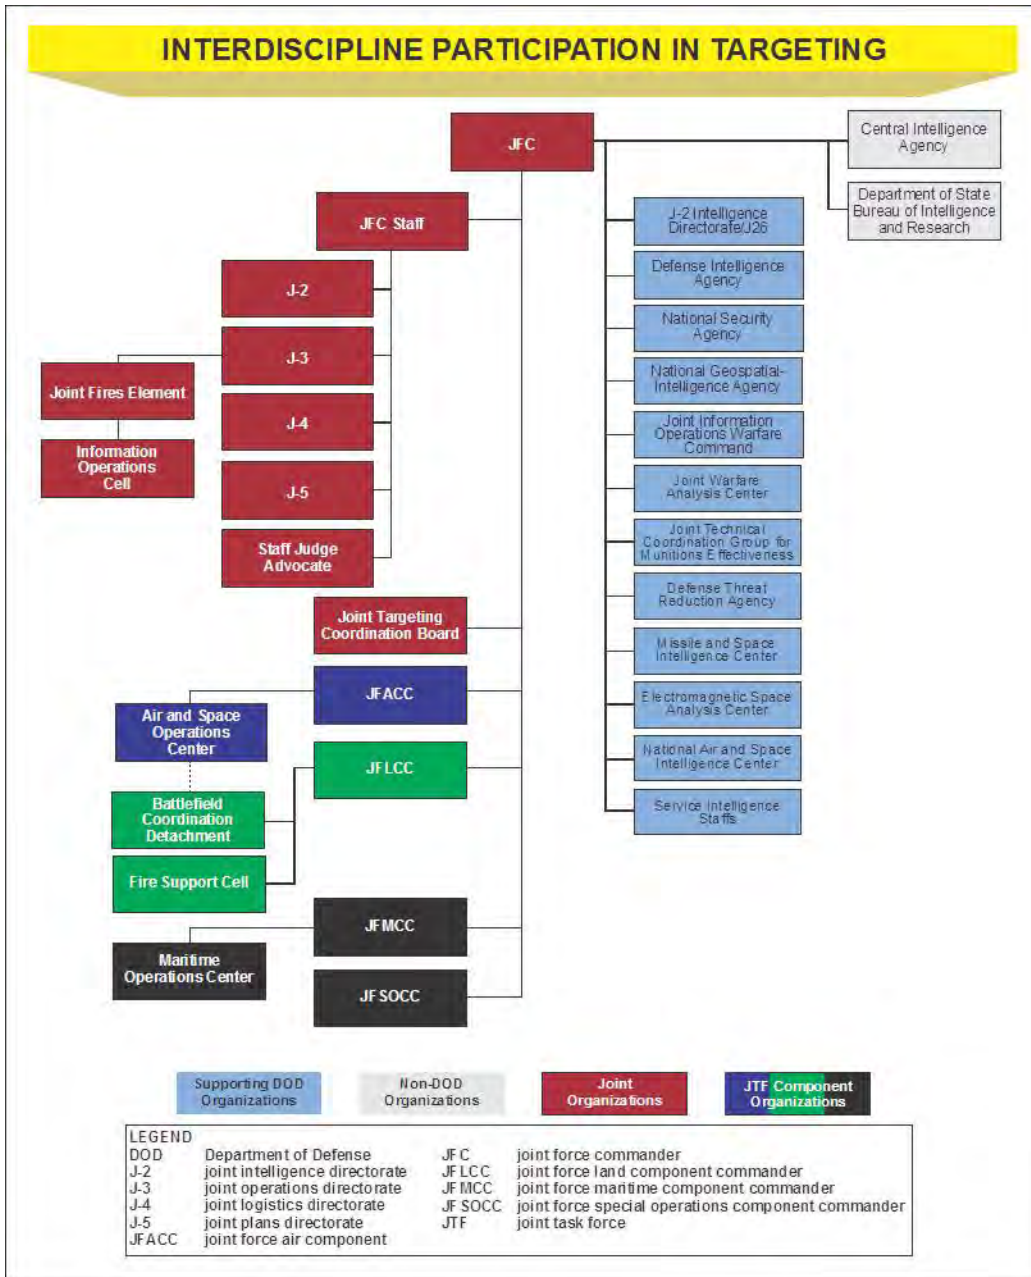 INTERDISCIPLINE PARTICIPATION IN TARGETING
JFC
Central Intelligence
Agency
Department of State
Bureau of Intelligence
and Research
JFC Staff
J-2
J-3
J-4
J-5
Staff Judge
Advocate
Joint Fires Element
Information
Operations
Cell
Joint Targeting
Coordination Board
JFACC
Air and Space
Operations
Center
JFLCC
Battlefield
Coordination
Detachment
Fire Support Cell
JFMCC
Maritime
Operations Center
JFSOCC
J-2 Intelligence
Directorate/J26
Defense Intelligence
Agency
National Security
Agency
National Geospatial-
Intelligence Agency
Joint Information
Operations Warfare
Command
Joint Warfare
Analysis Center
Joint Technical
Coordination Group for
Munitions Effectiveness
Defense Threat
Reduction Agency
Missile and Space
Intelligence Center
Electromagnetic Space
Analysis Center
National Air and Space
Intelligence Center
Service Intelligence
Staffs
Supporting DOD
Organizations
Non-DOD
Organizations
Joint
Organizations
JTF Component
Organizations
LEGEND
DOD Department of Defense
J-2 joint intelligence directorate
J-3 joint operations directorate
J-4 joint logistics directorate
J-5 joint plans directorate
JFACC joint force air component
JFC joint force commander
JFLCC joint force land component commander
JFMCC joint force maritime component commander
JFSOCC joint force special operations component commander
JTF joint task force